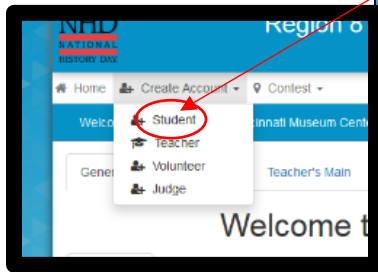 NHD
NATIONAL
HISTORY DAY
Region 8
Home Create Account Contest
Student
Teacher
Volunteer
Judge
Welco cinnati Museum Cent
Gener Teacher's Main
Welcome t